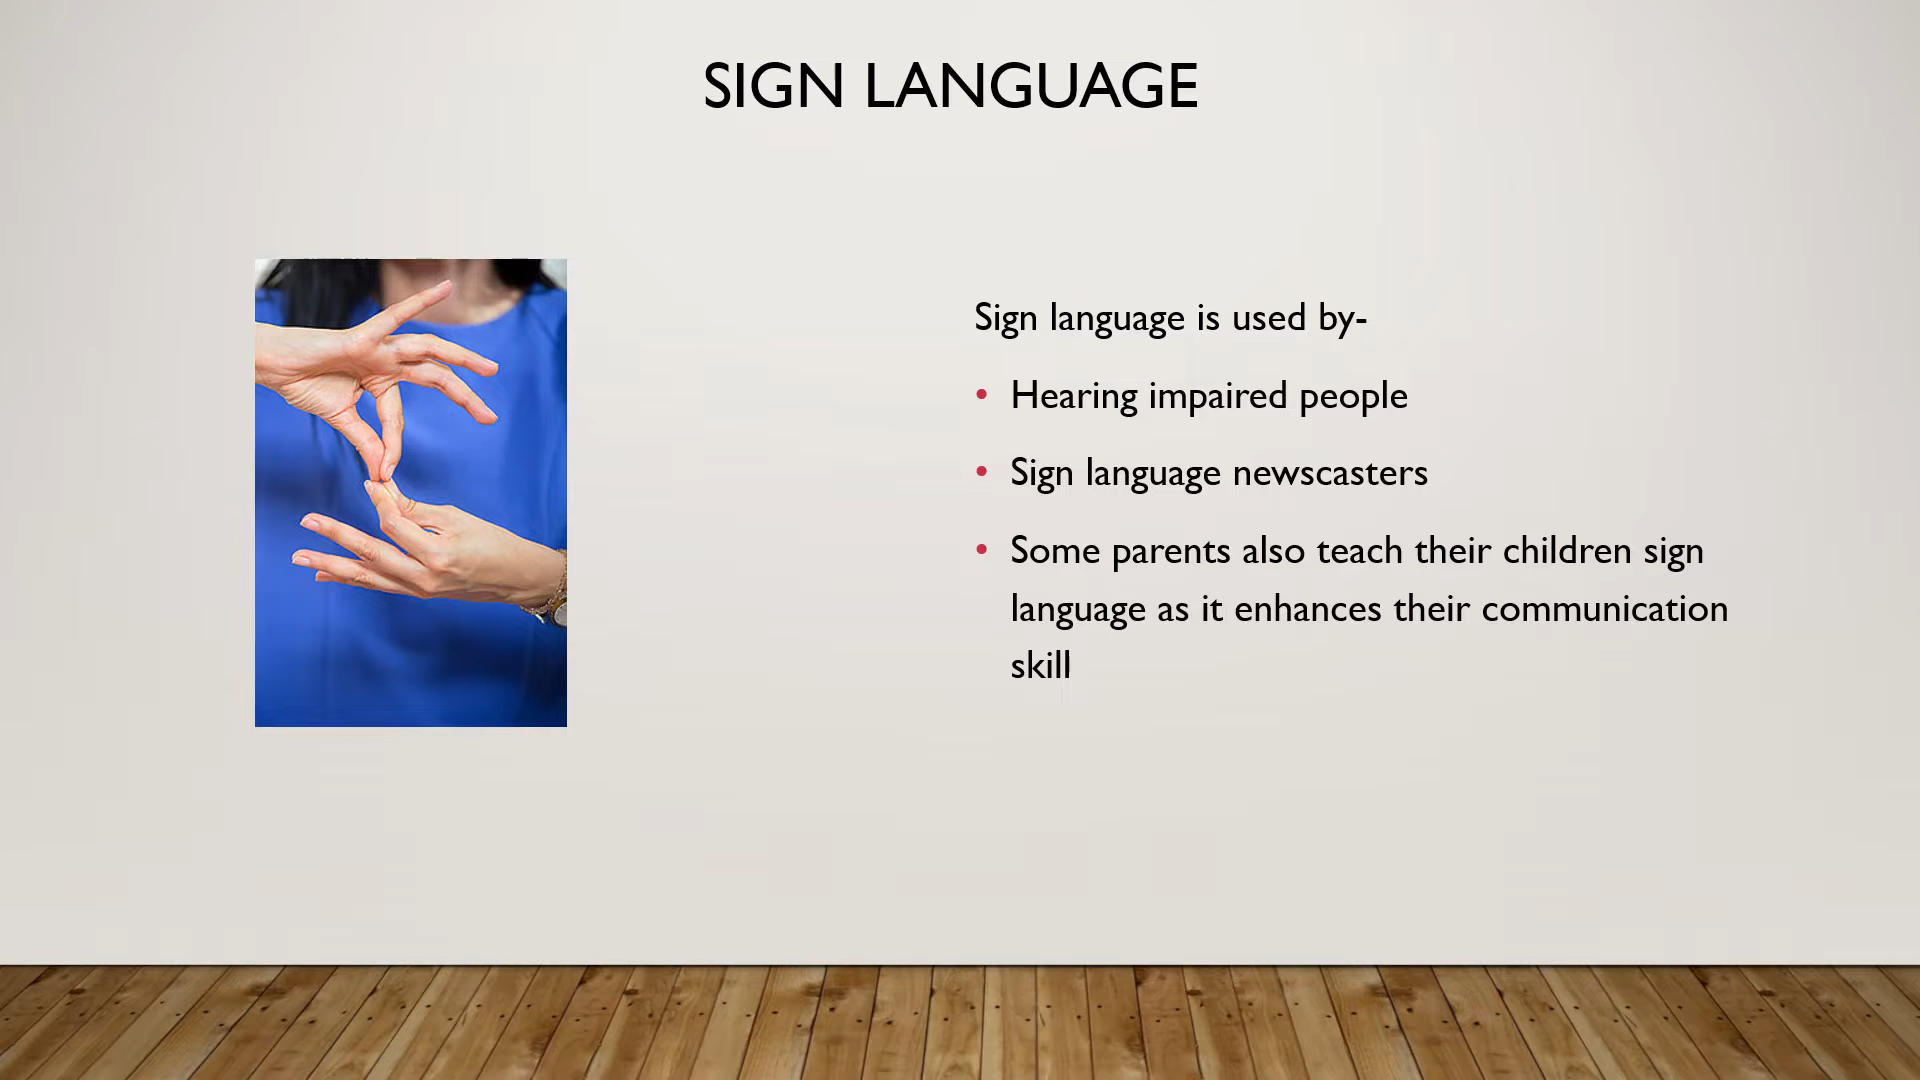 SIGN LANGUAGE
Sign language is used by-
• Hearing impaired people
• Sign language newscasters
• Some parents also teach their children sign
language as it enhances their communication
skill